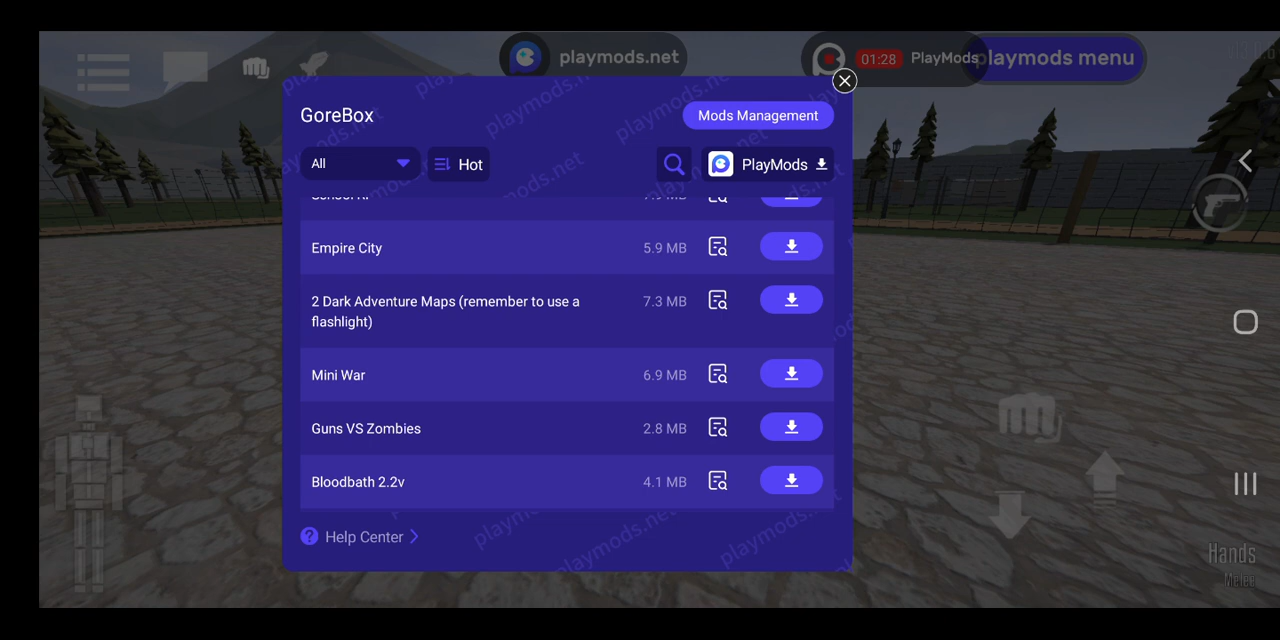 playmods.net
01:28
PlayMods
playmods menu
GoreBox
Mods Management
All
Hot
PlayMods
Empire City
5.9 MB
2 Dark Adventure Maps (remember to use a
flashlight)
7.3 MB
Mini War
6.9 MB
Guns VS Zombies
2.8 MB
Bloodbath 2.2v
4.1 MB
? Help Center
Hands
Melee